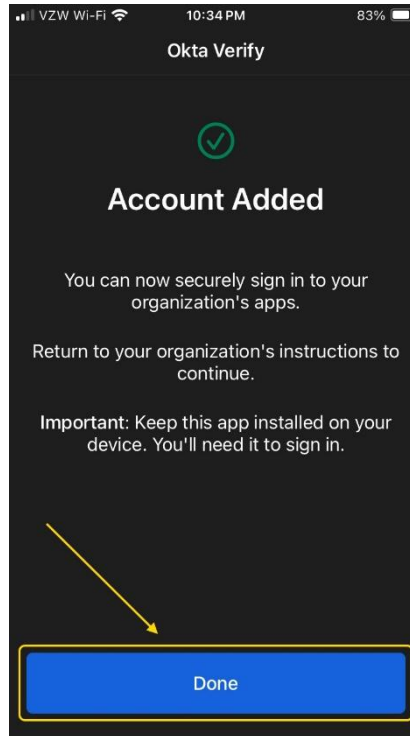 VZW Wi-Fi 10:34 PM 83%
Okta Verify
Account Added
You can now securely sign in to your
organization's apps.
Return to your organization's instructions to
continue.
Important: Keep this app installed on your
device. You'll need it to sign in.
Done